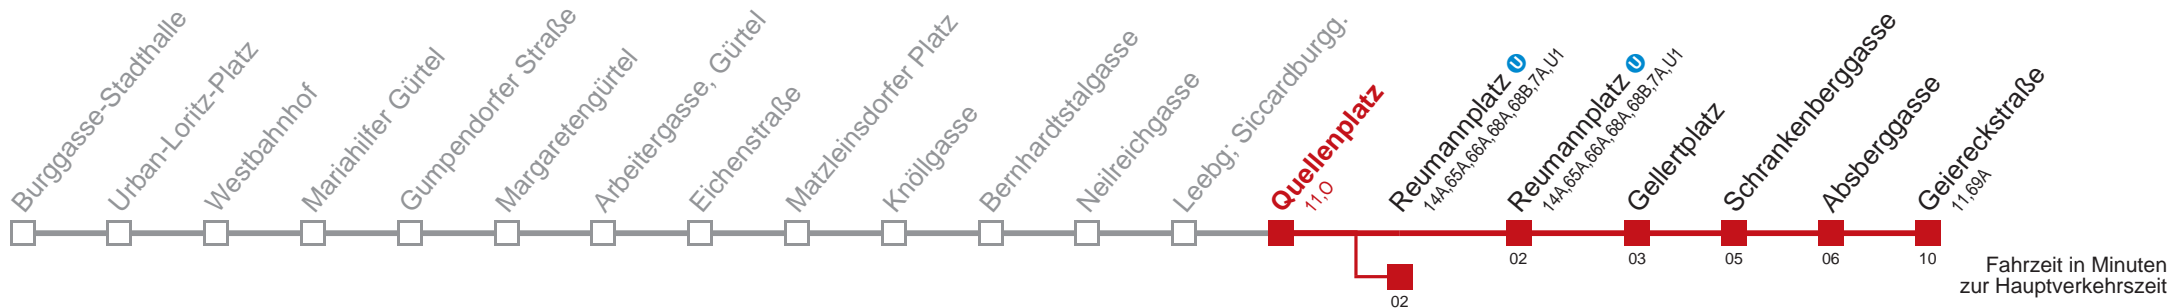 Burggasse-Stadthalle
Urban-Loritz-Platz
Westbahnhof
Mariahilfer Gürtel
Gumpendorfer Straße
Margaretengürtel
Arbeitergasse, Gürtel
Eichenstraße
Matzleinsdorfer Platz
Knöllgasse
Bernhardtstalgasse
Neilreichgasse
Leebg; Siccardburgg.
Quellenplatz
11,O
Reumannplatz U
14A,65A,66A,68A,68B,7A,U1
Reumannplatz U
14A,65A,66A,68A,68B,7A,U1
Gellertplatz
Schrankenberggasse
Absberggasse
Geiereckstraße
11,69A
02
03
05
06
10
02
Fahrzeit in Minuten
zur Hauptverkehrszeit